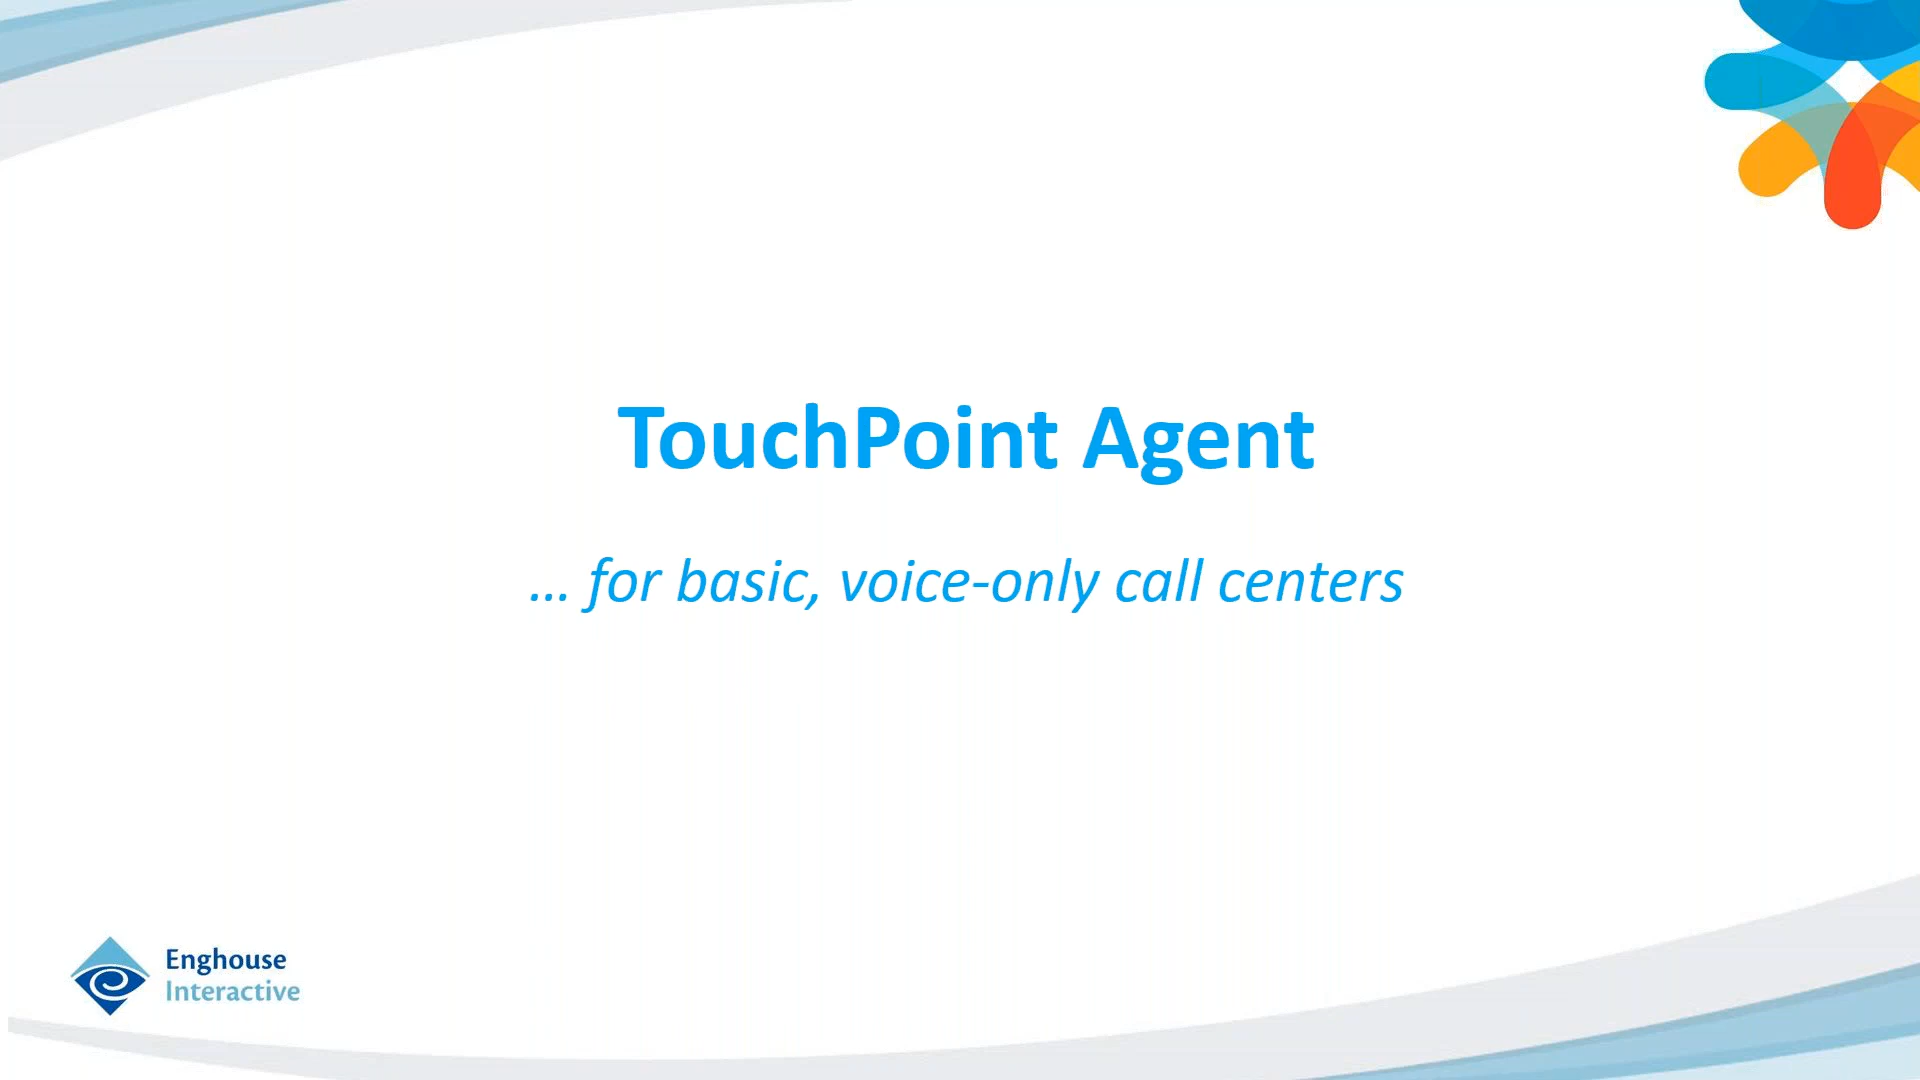 TouchPoint Agent
… for basic, voice-only call centers
Enghouse
Interactive